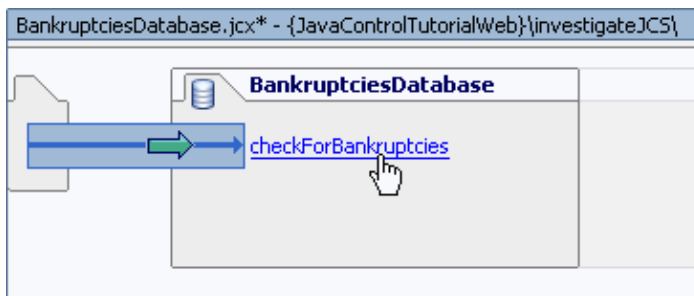 BankruptciesDatabase.jcx* - {JavaControlTutorialWeb}\investigateJCS\
BankruptciesDatabase
checkForBankruptcies